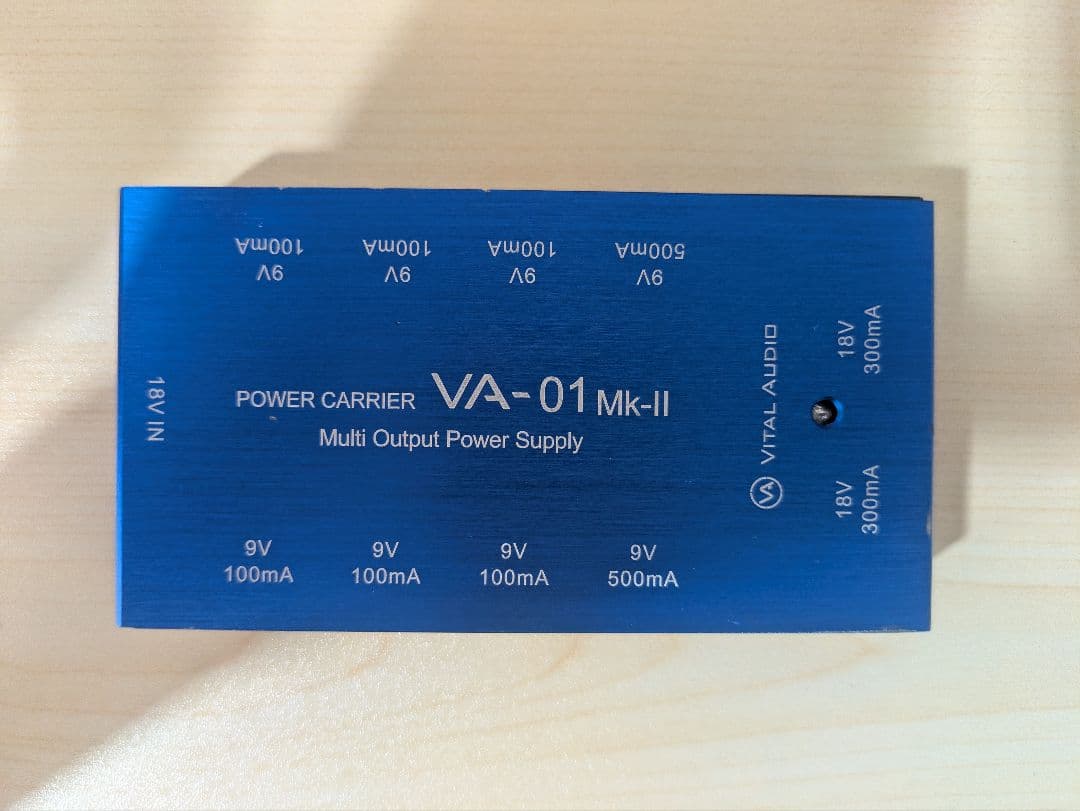 100mA 100mA 100mA 500mA
9V 9V 9V 9V
18V IN
POWER CARRIER VA-01 Mk-II
Multi Output Power Supply
VA VITAL AUDIO
18V
300mA
18V
300mA
9V 9V 9V 9V
100mA 100mA 100mA 500mA